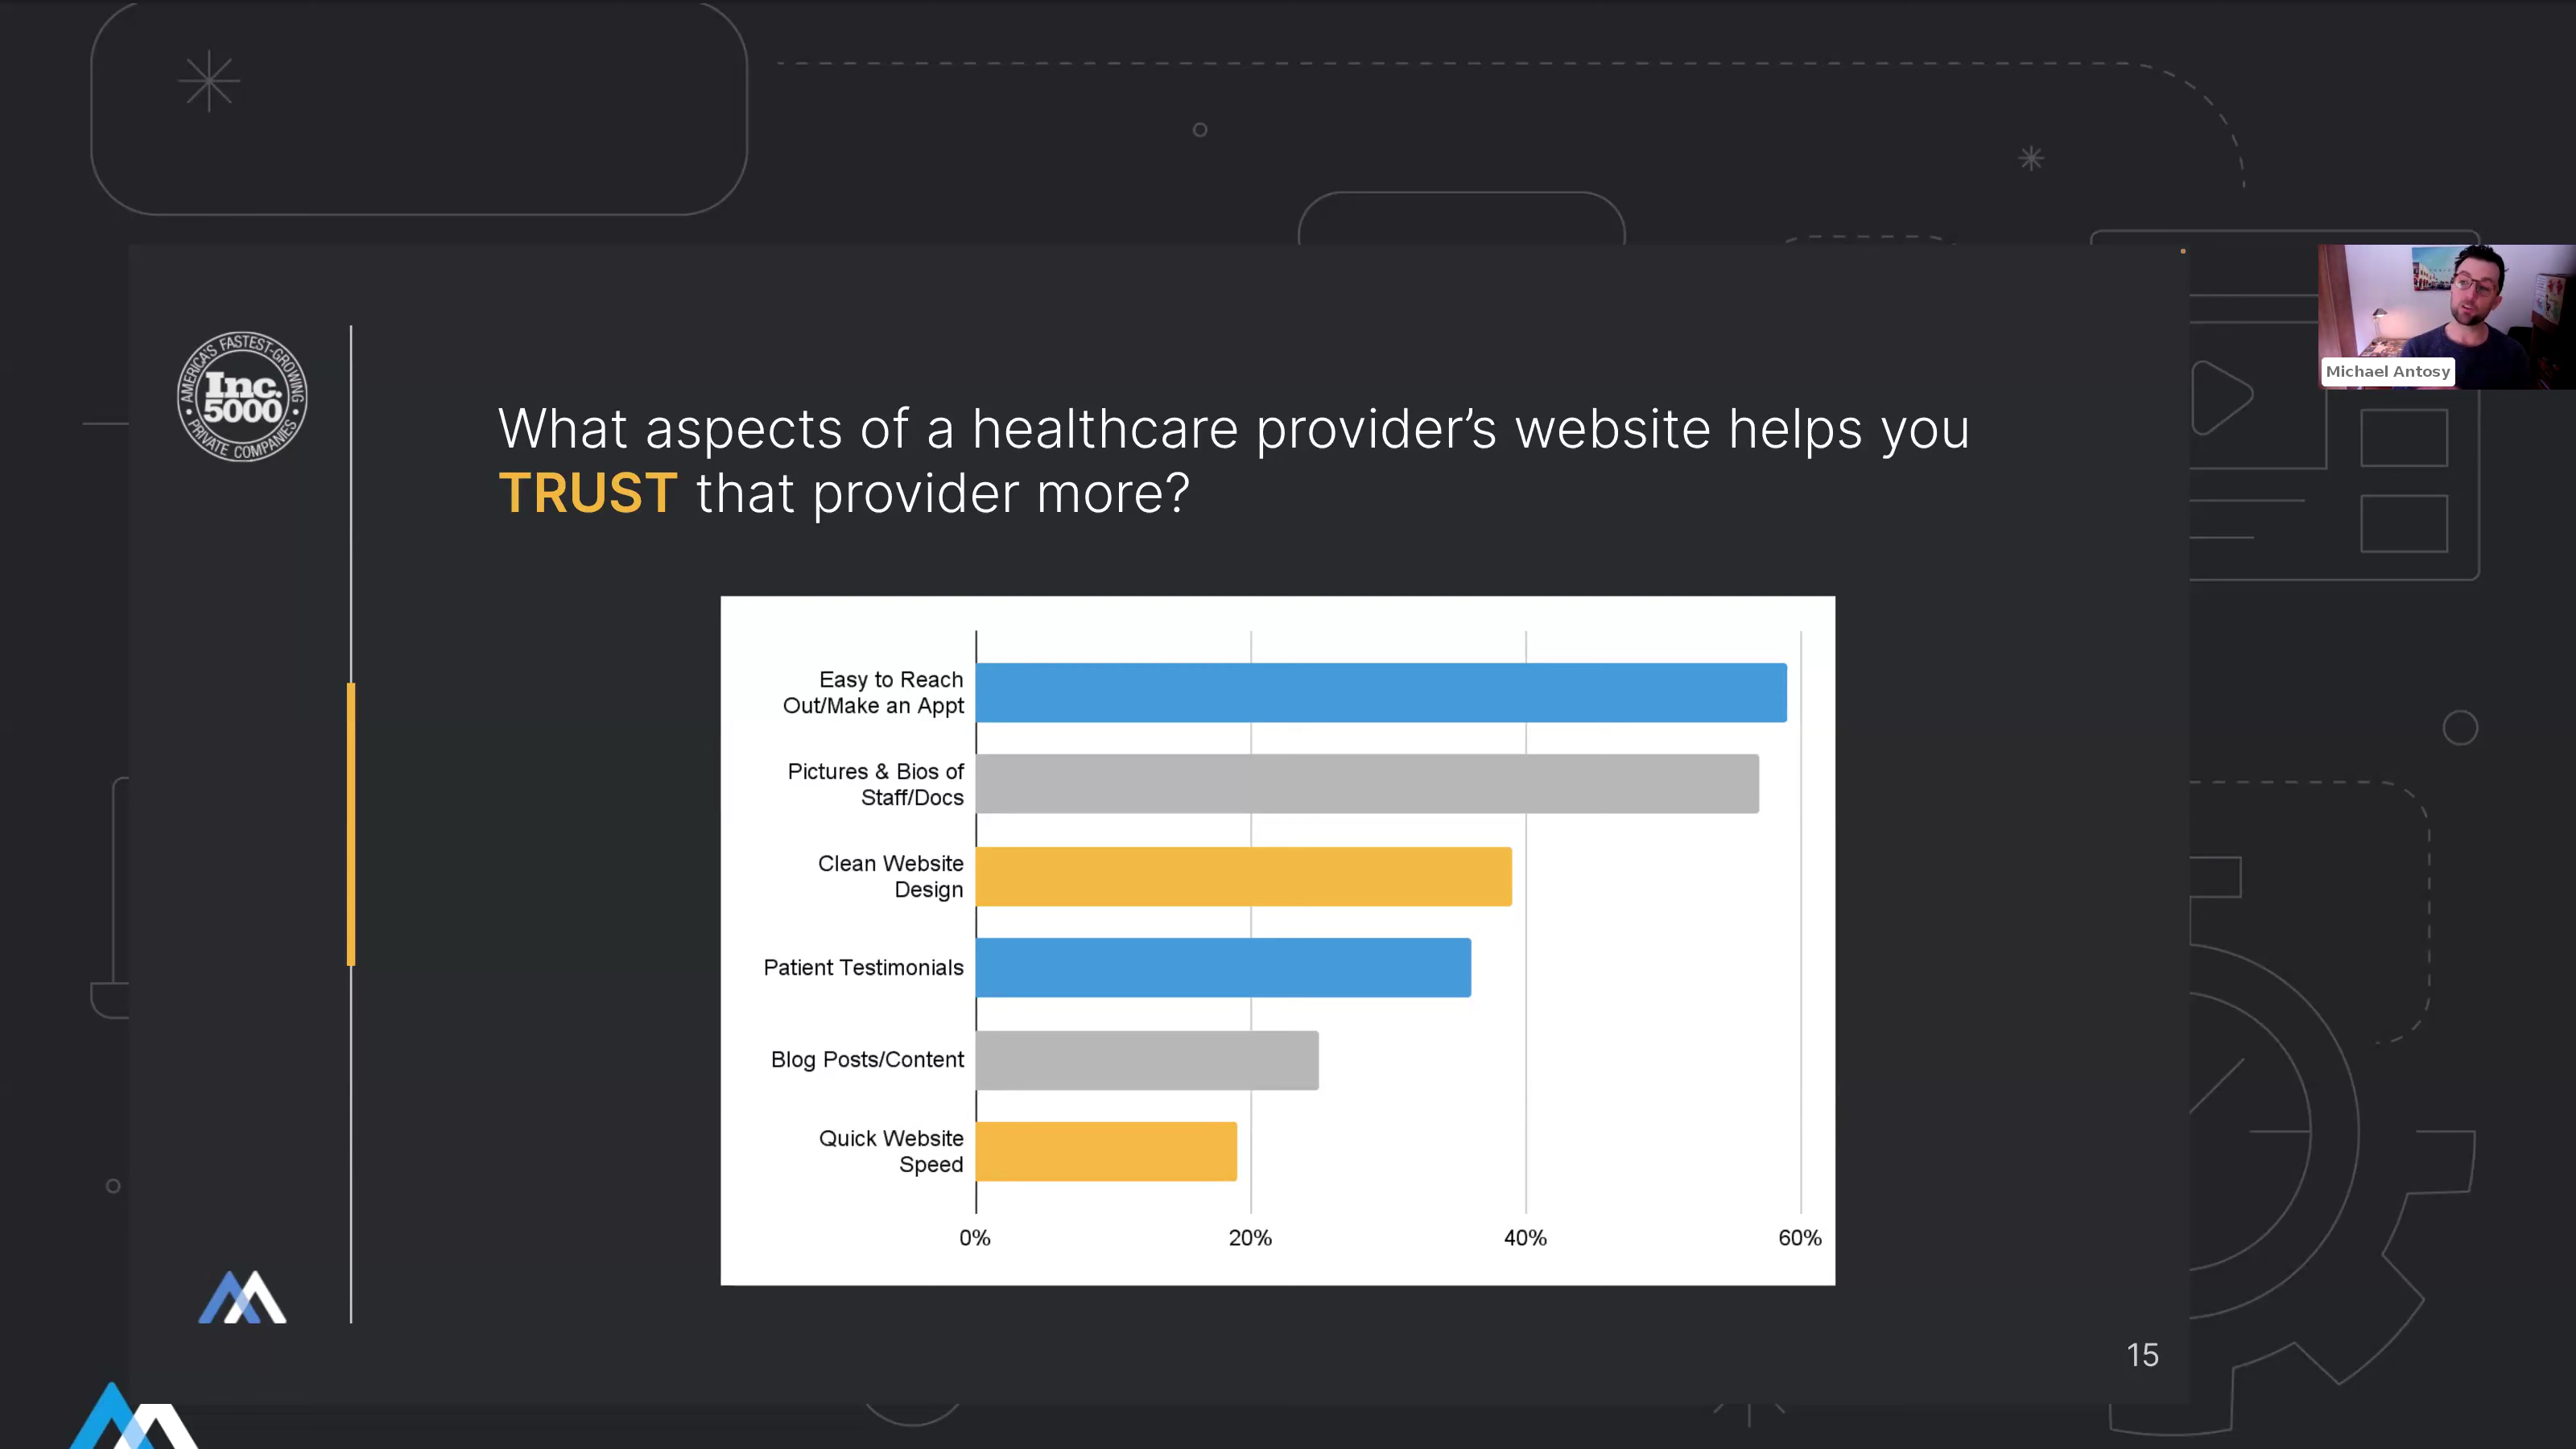 AMERICA'S FASTEST-GROWING
Inc.
5000
PRIVATE COMPANIES
Michael Antosy
What aspects of a healthcare provider’s website helps you
TRUST that provider more?
Easy to Reach
Out/Make an Appt
Pictures & Bios of
Staff/Docs
Clean Website
Design
Patient Testimonials
Blog Posts/Content
Quick Website
Speed
0% 20% 40% 60%
15